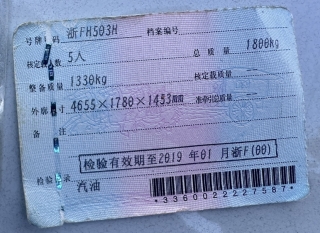 号牌号码 浙FH503H 档案编号
核定载人数 5人 总质量 1800kg
整备质量 1330kg 核定载质量 —
外廓尺寸 4655×1780×1453mm 准牵引总质量 —
备注
检验有效期至2019年01月浙F(00)
检验记录
汽油
*3360022227587*